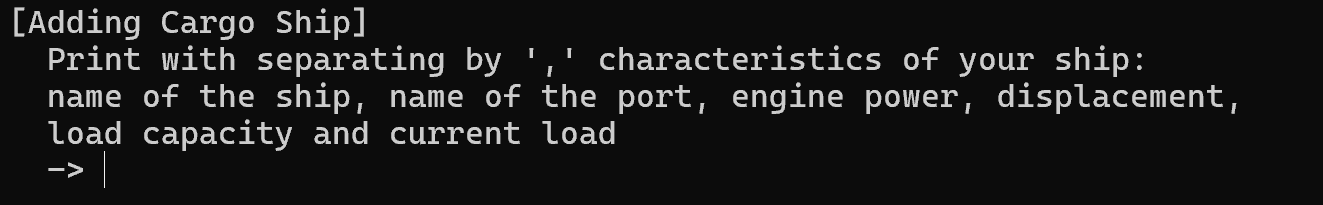 [Adding Cargo Ship]
Print with separating by ',' characteristics of your ship:
name of the ship, name of the port, engine power, displacement,
load capacity and current load
->